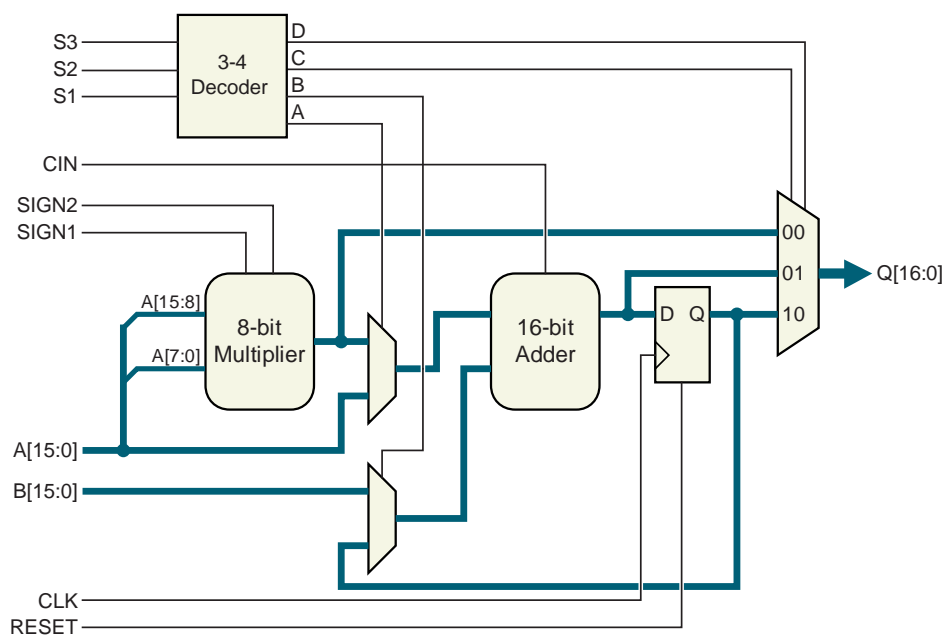 S3
S2
S1
3-4
Decoder
D
C
B
A
CIN
SIGN2
SIGN1
A[15:8]
A[7:0]
8-bit
Multiplier
16-bit
Adder
D Q
00
01
10
Q[16:0]
A[15:0]
B[15:0]
CLK
RESET